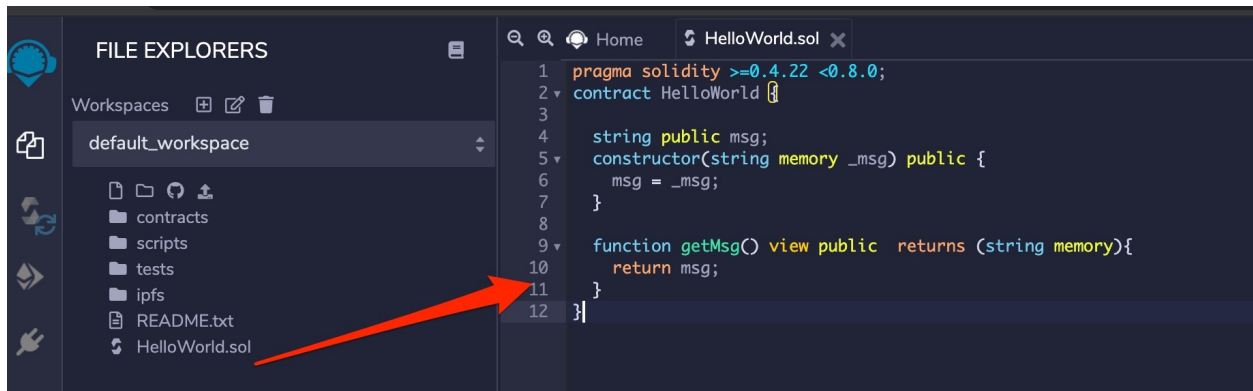 FILE EXPLORERS
Workspaces
default_workspace
contracts
scripts
tests
ipfs
README.txt
HelloWorld.sol
Home
HelloWorld.sol
1 pragma solidity >=0.4.22 <0.8.0;
2 contract HelloWorld {
3
4 string public msg;
5 constructor(string memory _msg) public {
6 msg = _msg;
7 }
8
9 function getMsg() view public  returns (string memory){
10 return msg;
11 }
12 }